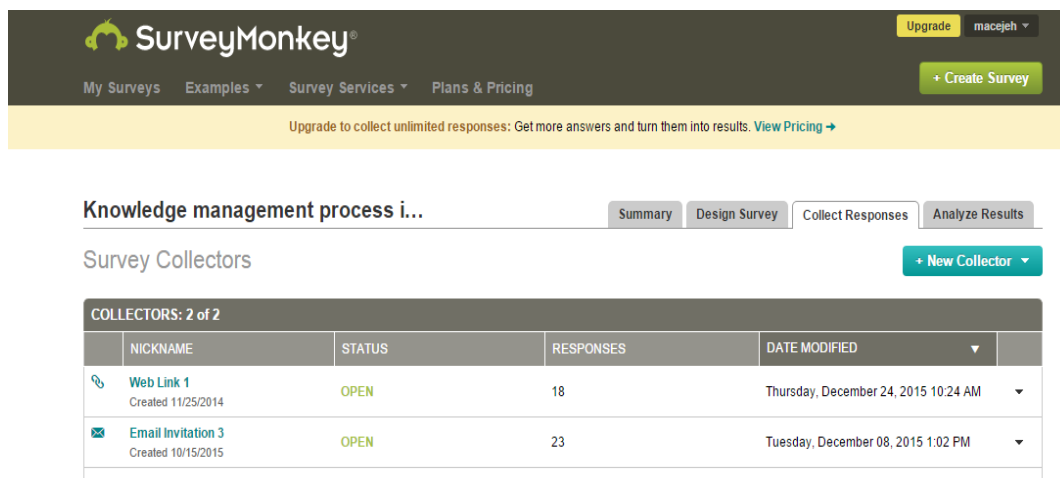 SurveyMonkey®
Upgrade macejeh
My Surveys Examples Survey Services Plans & Pricing
+ Create Survey
Upgrade to collect unlimited responses: Get more answers and turn them into results. View Pricing →
Knowledge management process i...
Summary Design Survey Collect Responses Analyze Results
Survey Collectors
+ New Collector
COLLECTORS: 2 of 2
NICKNAME STATUS RESPONSES DATE MODIFIED
Web Link 1 OPEN 18 Thursday, December 24, 2015 10:24 AM
Created 11/25/2014
Email Invitation 3 OPEN 23 Tuesday, December 08, 2015 1:02 PM
Created 10/15/2015